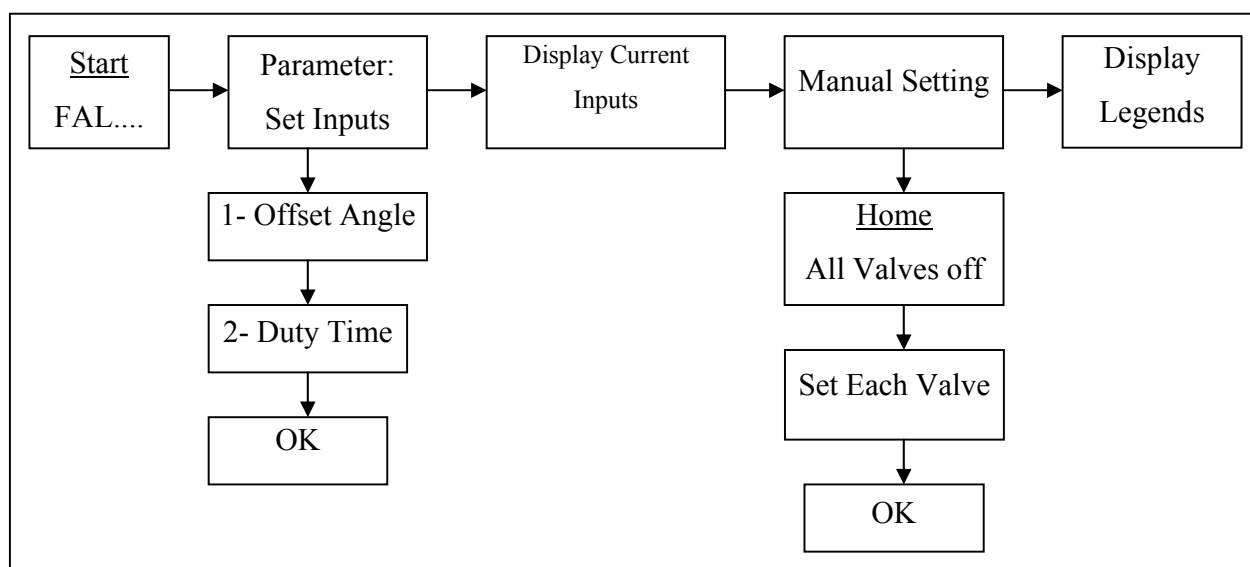 Start
FAL....
Parameter:
Set Inputs
Display Current
Inputs
Manual Setting
Display
Legends
1- Offset Angle
2- Duty Time
OK
Home
All Valves off
Set Each Valve
OK